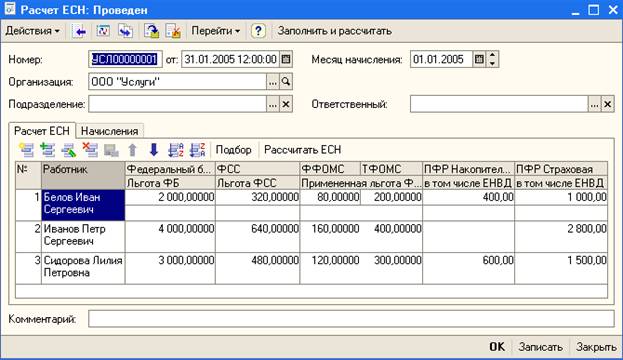 Расчет ЕСН: Проведен
Действия Перейти Заполнить и рассчитать
Номер: УСЛ00000001 от: 31.01.2005 12:00:00 Месяц начисления: 01.01.2005
Организация: ООО "Услуги" ...
Подразделение: ... Ответственный: ...
Расчет ЕСН Начисления
Подбор Рассчитать ЕСН
№ Работник Федеральный б... ФСС ФФОМС ТФОМС ПФР Накопител... ПФР Страховая
Льгота ФБ Льгота ФСС Примененная льгота Ф... в том числе ЕНВД в том числе ЕНВД
1 Белов Иван 2 000,00000 320,00000 80,00000 200,00000 400,00 1 000,00
Сергеевич
2 Иванов Петр 4 000,00000 640,00000 160,00000 400,00000 2 800,00
Сергеевич
3 Сидорова Лилия 3 000,00000 480,00000 120,00000 300,00000 600,00 1 500,00
Петровна
Комментарий:
OK Записать Закрыть